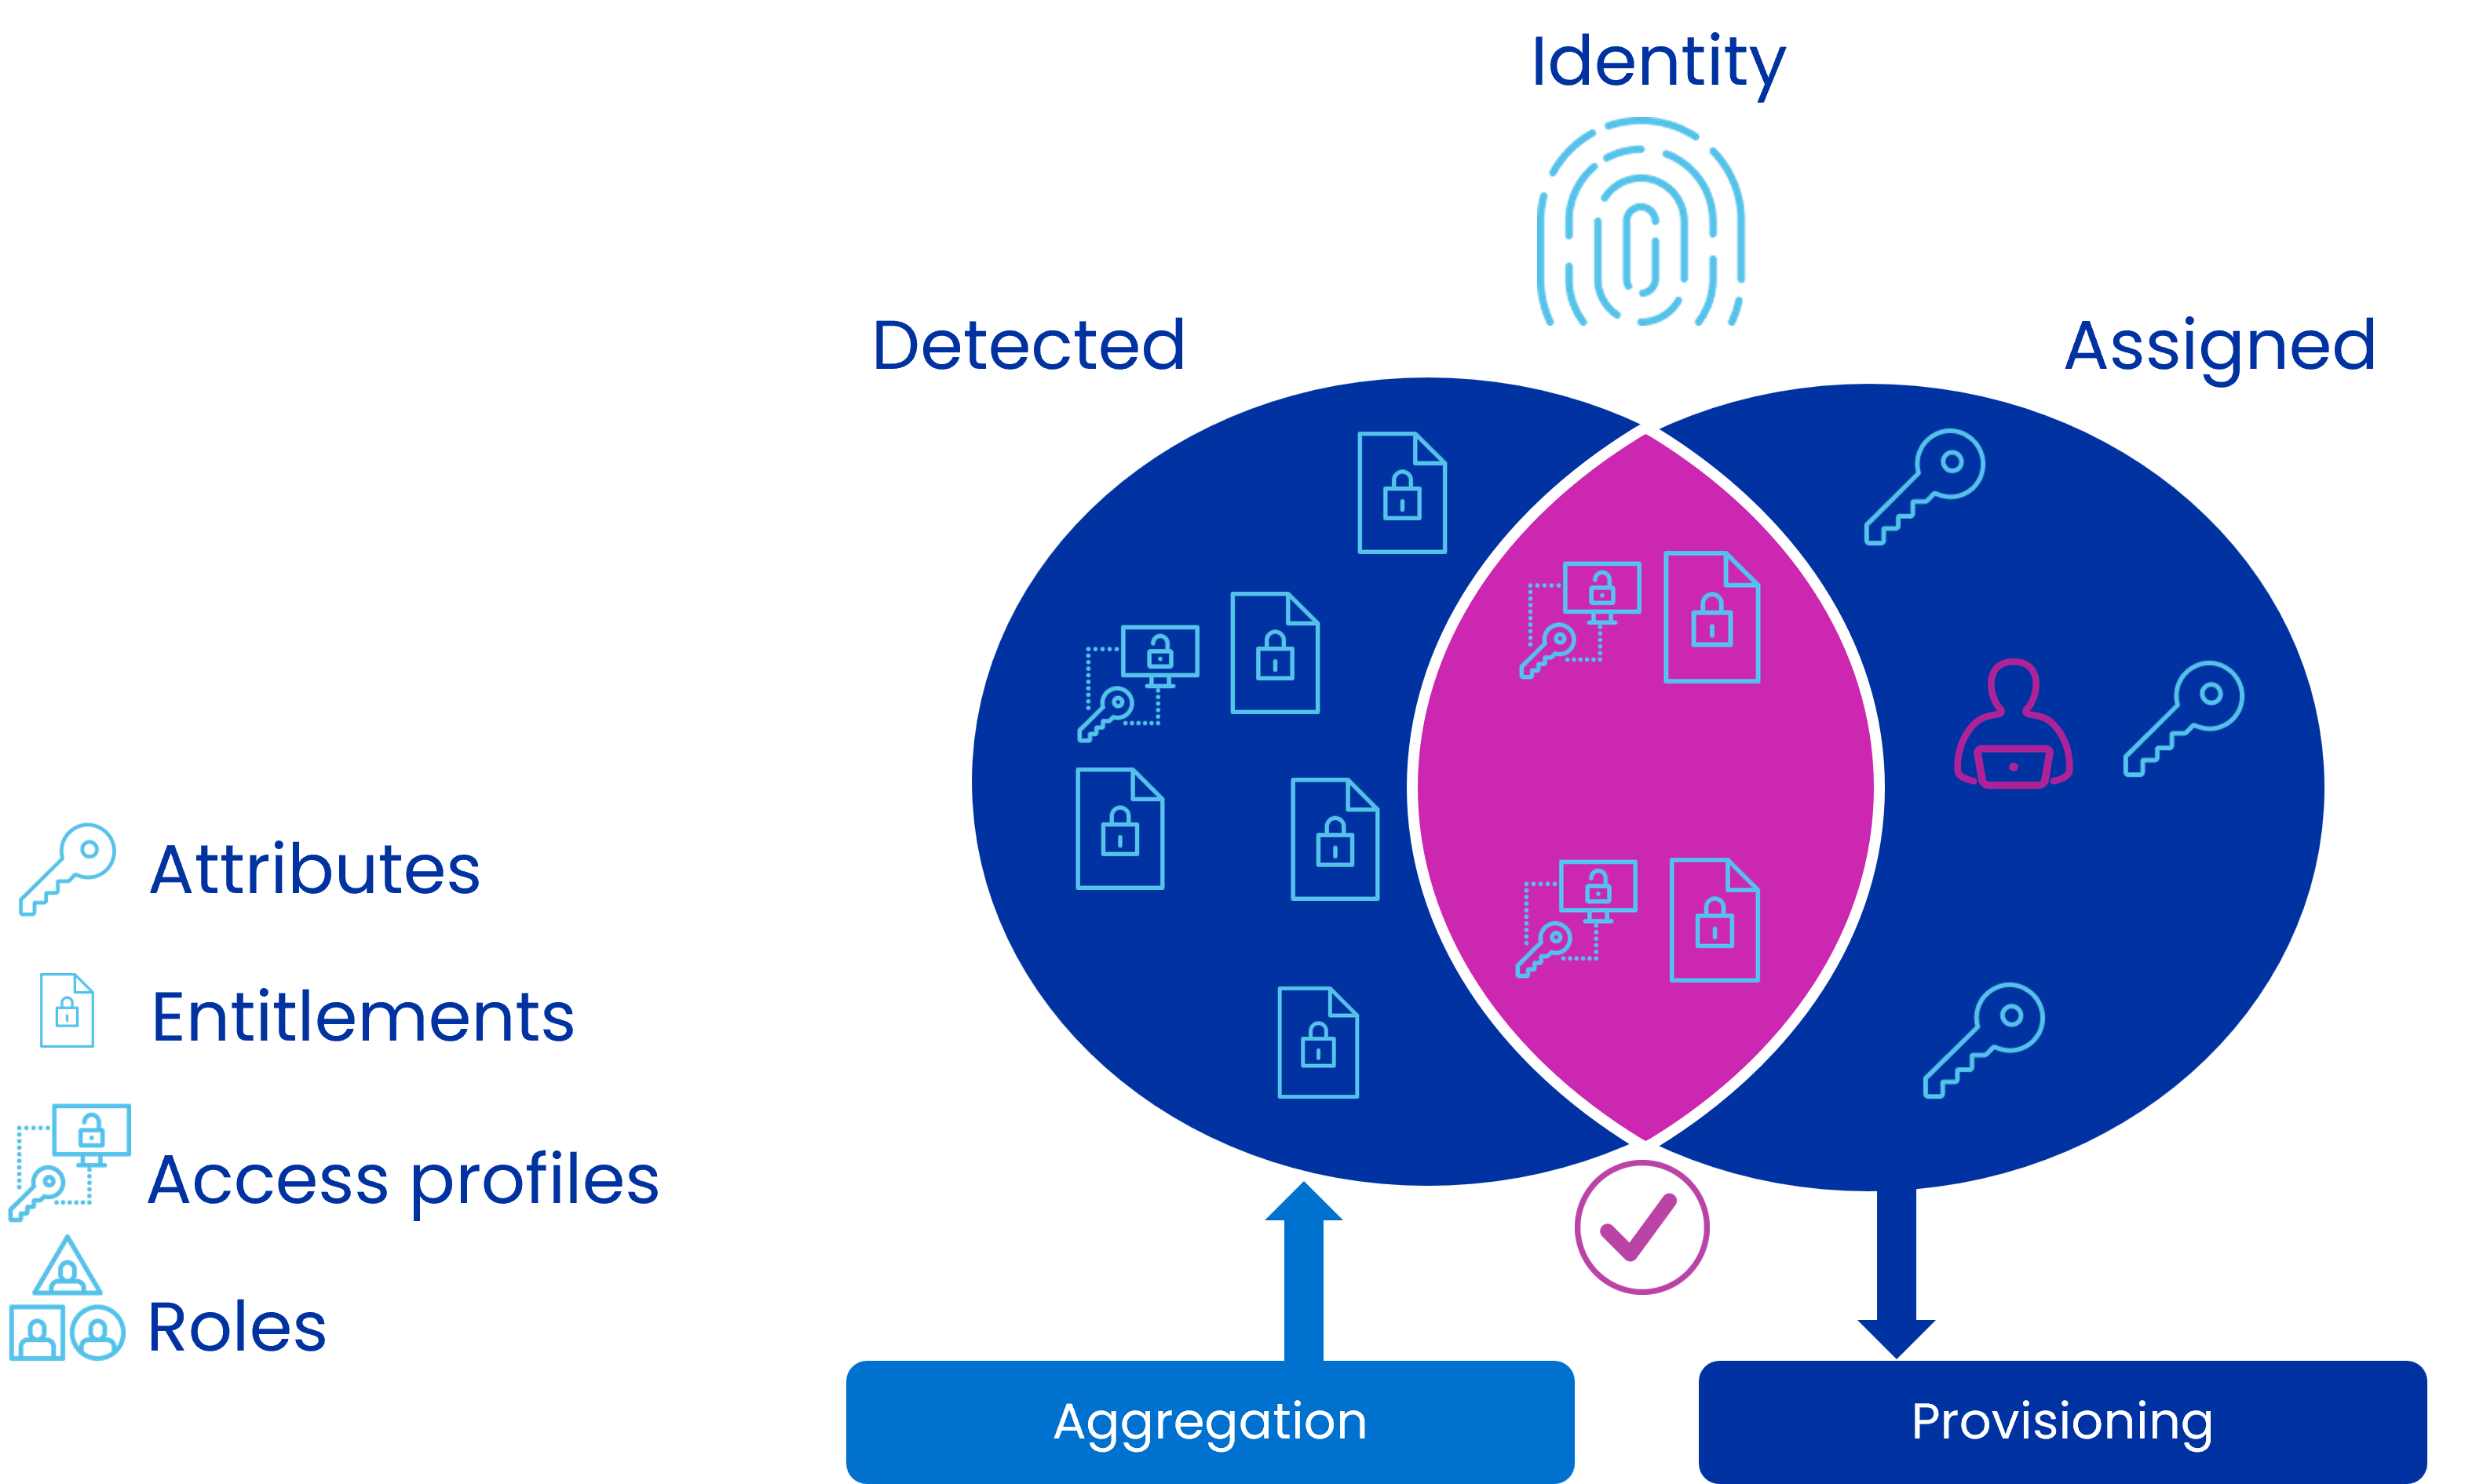 Identity
Detected
Assigned
Attributes
Entitlements
Access profiles
Roles
Aggregation
Provisioning